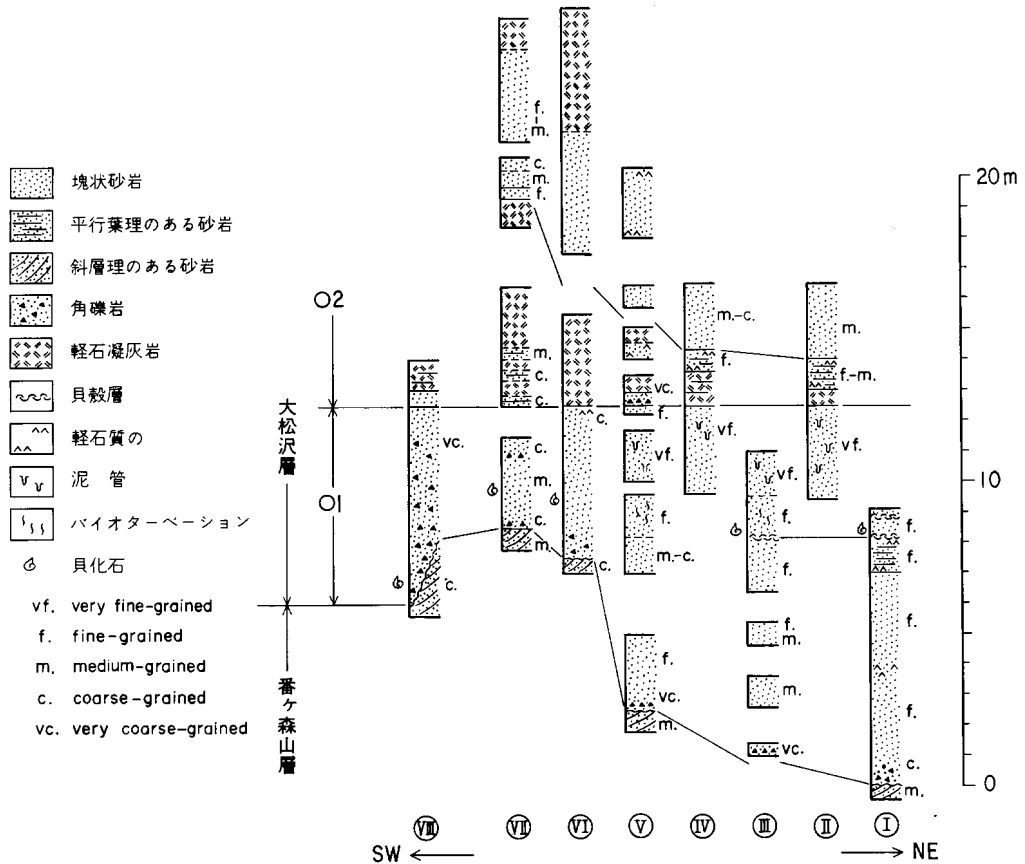 塊状砂岩
平行葉理のある砂岩
斜層理のある砂岩
角礫岩
軽石凝灰岩
貝殻層
軽石質の
泥管
バイオターベーション
貝化石
vf. very fine-grained
f. fine-grained
m. medium-grained
c. coarse-grained
vc. very coarse-grained
O2
O1
大松沢層
番ヶ森山層
vc.
c.
f.
m.
c.
m.
f.
m.
c.
c.
c.
m.
c.
m.
c.
c.
vc.
f.
vf.
f.
m.-c.
f.
vc.
m.
m.-c.
f.
vf.
vf.
f.
f.
f.
m.
m.
vc.
m.
f.-m.
vf.
f.
f.
f.
f.
c.
m.
20m
10
0
Ⅷ
Ⅶ
Ⅵ
Ⅴ
Ⅳ
Ⅲ
Ⅱ
Ⅰ
SW
NE